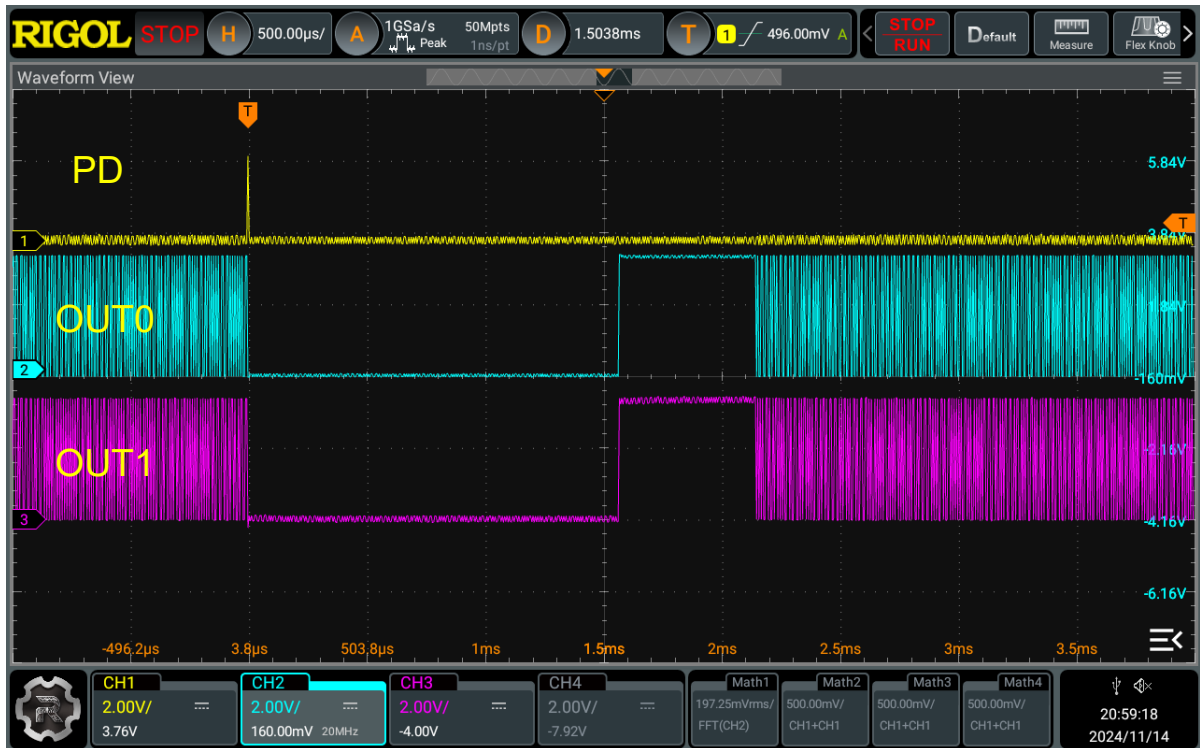 RIGOL STOP H 500.00µs/ A 1GSa/s 50Mpts Peak 1ns/pt D 1.5038ms T 1 496.00mV A < STOP RUN Default Measure Flex Knob >
Waveform View
T
PD
5.84V
T
1
3.84V
OUT0
1.84V
2
-160mV
OUT1
-2.16V
3
-4.16V
-6.16V
-496.2µs 3.8µs 503.8µs 1ms 1.5ms 2ms 2.5ms 3ms 3.5ms
CH1 CH2 CH3 CH4 Math1 Math2 Math3 Math4
2.00V/ 2.00V/ 2.00V/ 2.00V/ 197.25mVrms/ 500.00mV/ 500.00mV/ 500.00mV/
3.76V 160.00mV 20MHz -4.00V -7.92V FFT(CH2) CH1+CH1 CH1+CH1 CH1+CH1
R
20:59:18
2024/11/14